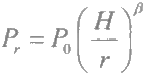 P_r = P_0 (H/r)^β